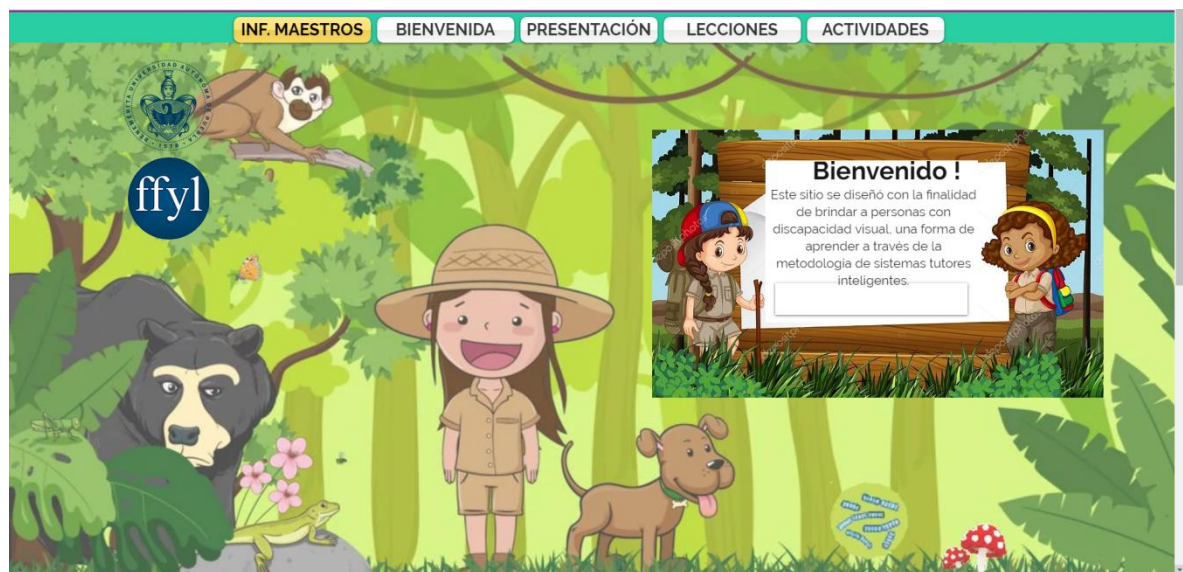 INF. MAESTROS
BIENVENIDA
PRESENTACIÓN
LECCIONES
ACTIVIDADES
ffyl
Bienvenido !
Este sitio se diseñó con la finalidad
de brindar a personas con
discapacidad visual, una forma de
aprender a través de la
metodologia de sistemas tutores
inteligentes.